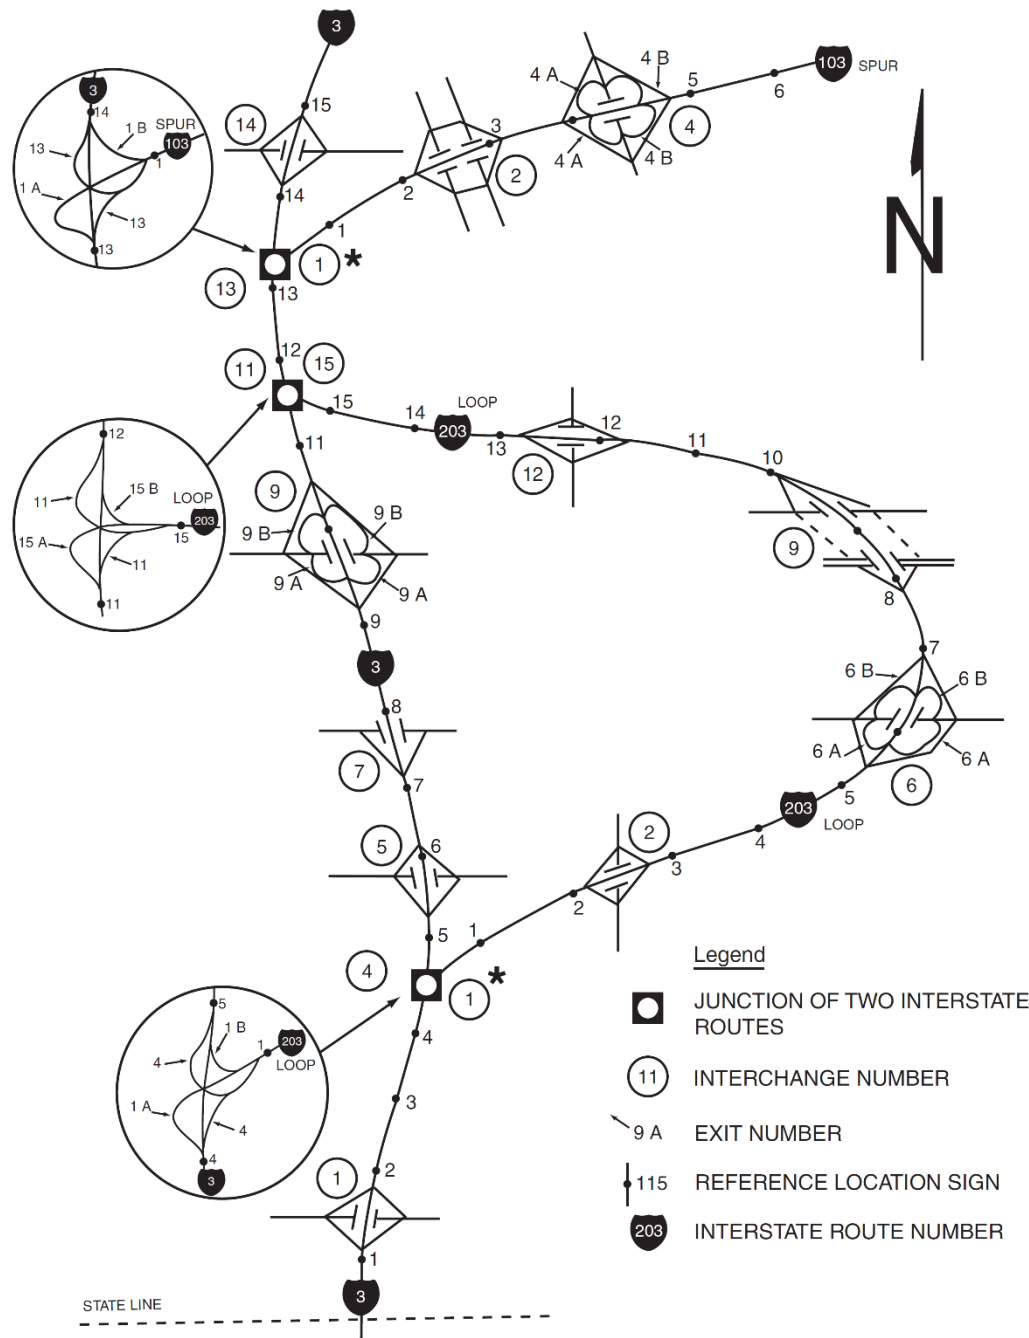 3
103 SPUR
15
14
14
4 A
4 B
5
6
4
3
4 A
4 B
2
2
1
1 *
13
13
3
14
1 B
SPUR
103
13
1
1 A
13
13
12
11
15
15
14
LOOP
203
13
12
12
11
10
9
8
7
11
12
11
15 B
LOOP
203
15 A
15
11
11
9
9 B
9 B
9 A
9 A
9
3
8
7
7
6 B
6 B
6 A
6 A
6
5
203
LOOP
4
2
3
2
1
5
6
5
4
1 *
4
3
2
1
1
3
5
1 B
203
LOOP
4
1
1 A
4
4
3
STATE LINE
N
Legend
JUNCTION OF TWO INTERSTATE
ROUTES
11 INTERCHANGE NUMBER
9 A EXIT NUMBER
115 REFERENCE LOCATION SIGN
203 INTERSTATE ROUTE NUMBER